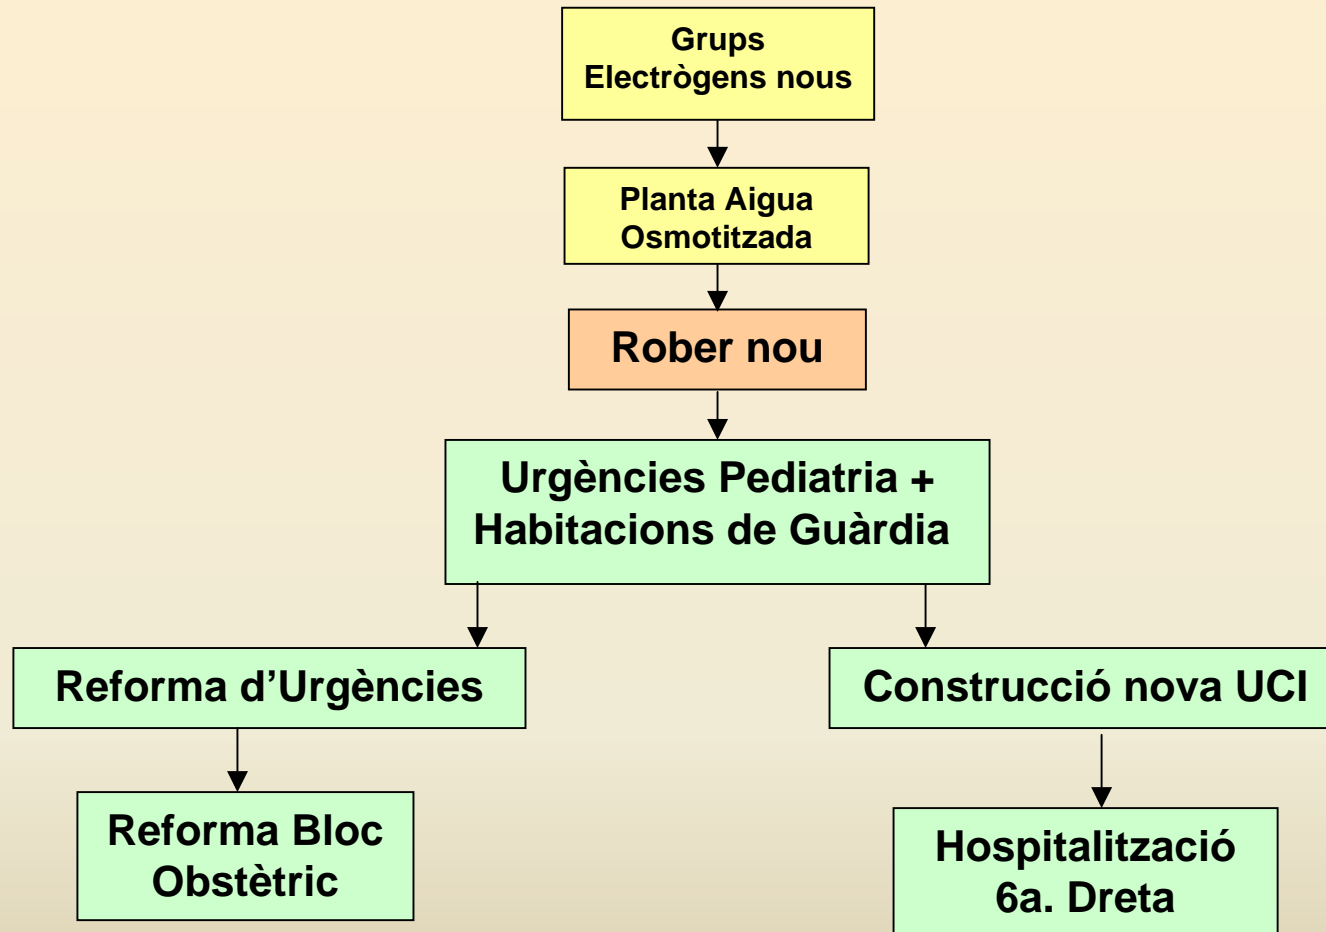 Grups
Electrògens nous
Planta Aigua
Osmotitzada
Rober nou
Urgències Pediatria +
Habitacions de Guàrdia
Reforma d’Urgències
Construcció nova UCI
Reforma Bloc
Obstètric
Hospitalització
6a. Dreta